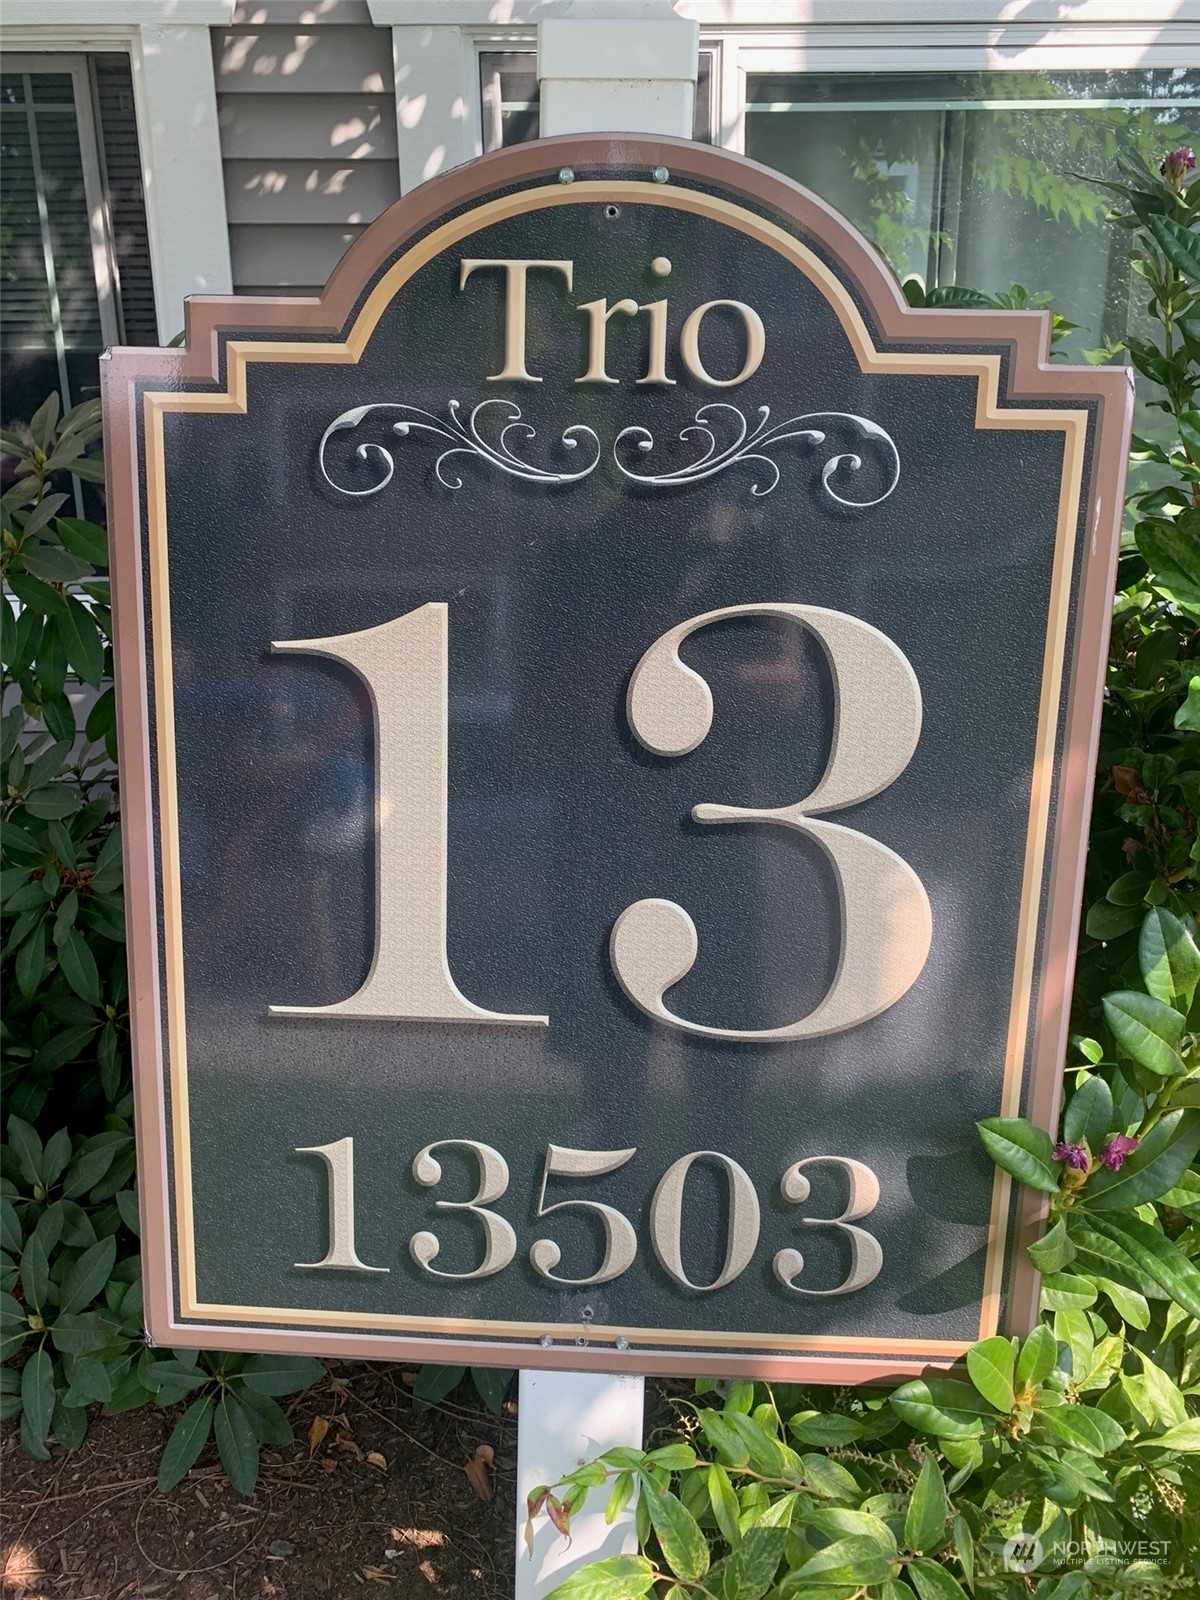 Trio
13
13503
NORTHWEST
MULTIPLE LISTING SERVICE